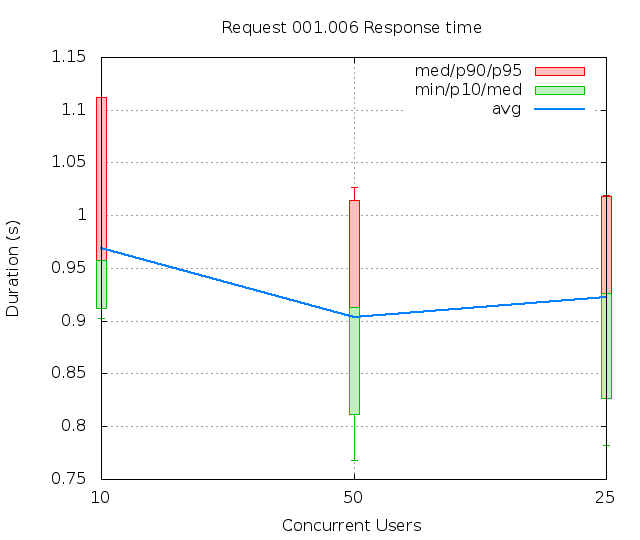 Request 001.006 Response time
med/p90/p95
min/p10/med
avg
Duration (s)
1.15
1.1
1.05
1
0.95
0.9
0.85
0.8
0.75
10 50 25
Concurrent Users